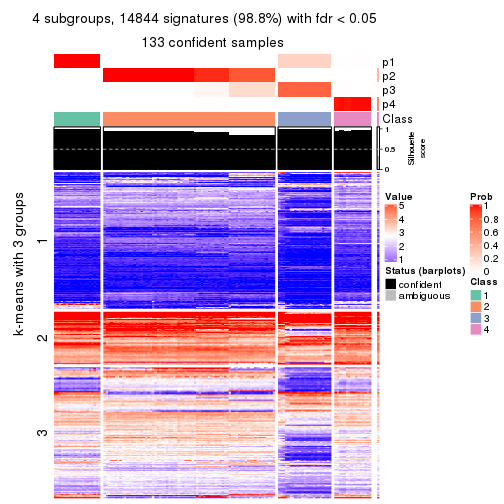 4 subgroups, 14844 signatures (98.8%) with fdr < 0.05
133 confident samples
p1
p2
p3
p4
Class
1
0.5
0
Silhouette
score
k-means with 3 groups
1
2
3
Value
5
4
3
2
1
Status (barplots)
confident
ambiguous
Prob
1
0.8
0.6
0.4
0.2
0
Class
1
2
3
4